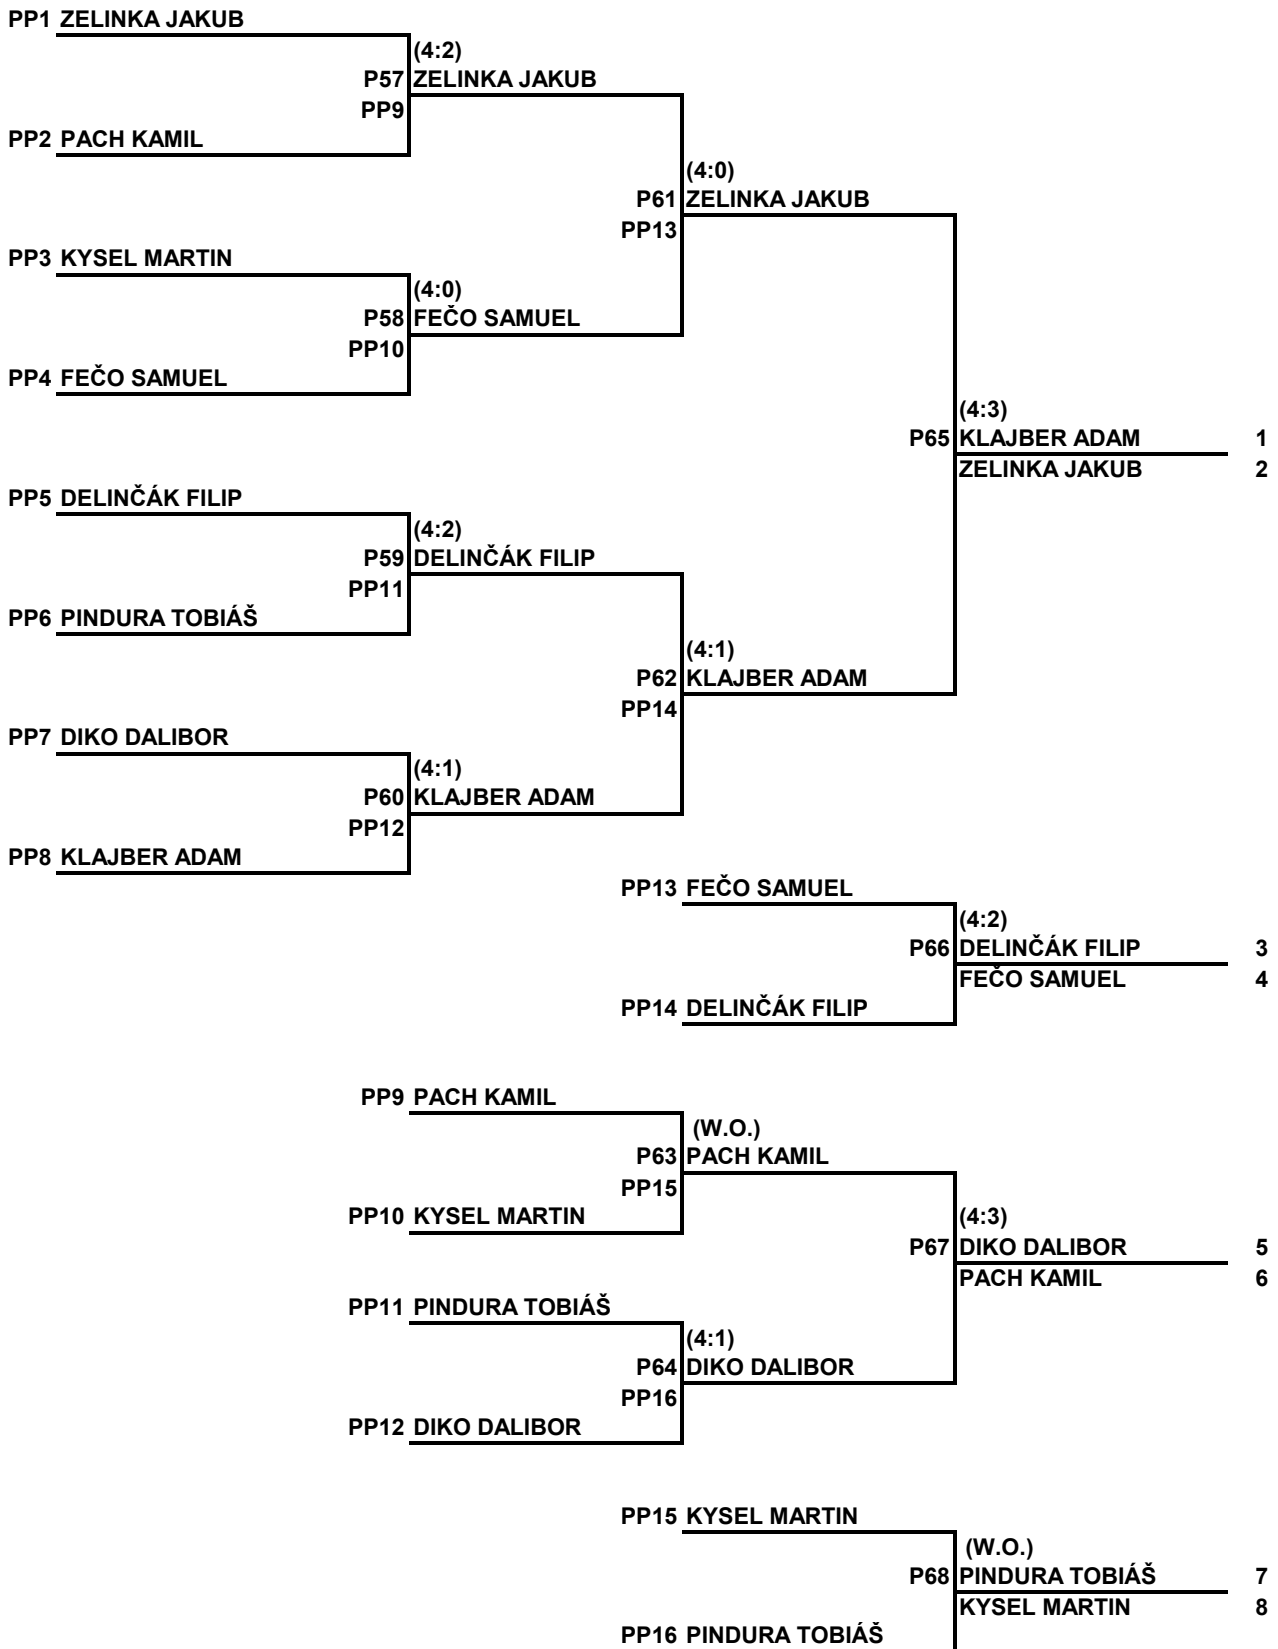 PP1 ZELINKA JAKUB
(4:2)
P57 ZELINKA JAKUB
PP9
PP2 PACH KAMIL
(4:0)
P61 ZELINKA JAKUB
PP13
PP3 KYSEL MARTIN
(4:0)
P58 FEČO SAMUEL
PP10
PP4 FEČO SAMUEL
(4:3)
P65 KLAJBER ADAM 1
ZELINKA JAKUB 2
PP5 DELINČÁK FILIP
(4:2)
P59 DELINČÁK FILIP
PP11
PP6 PINDURA TOBIÁŠ
(4:1)
P62 KLAJBER ADAM
PP14
PP7 DIKO DALIBOR
(4:1)
P60 KLAJBER ADAM
PP12
PP8 KLAJBER ADAM
PP13 FEČO SAMUEL
(4:2)
P66 DELINČÁK FILIP 3
FEČO SAMUEL 4
PP14 DELINČÁK FILIP
PP9 PACH KAMIL
(W.O.)
P63 PACH KAMIL
PP15
PP10 KYSEL MARTIN
(4:3)
P67 DIKO DALIBOR 5
PACH KAMIL 6
PP11 PINDURA TOBIÁŠ
(4:1)
P64 DIKO DALIBOR
PP16
PP12 DIKO DALIBOR
PP15 KYSEL MARTIN
(W.O.)
P68 PINDURA TOBIÁŠ 7
KYSEL MARTIN 8
PP16 PINDURA TOBIÁŠ